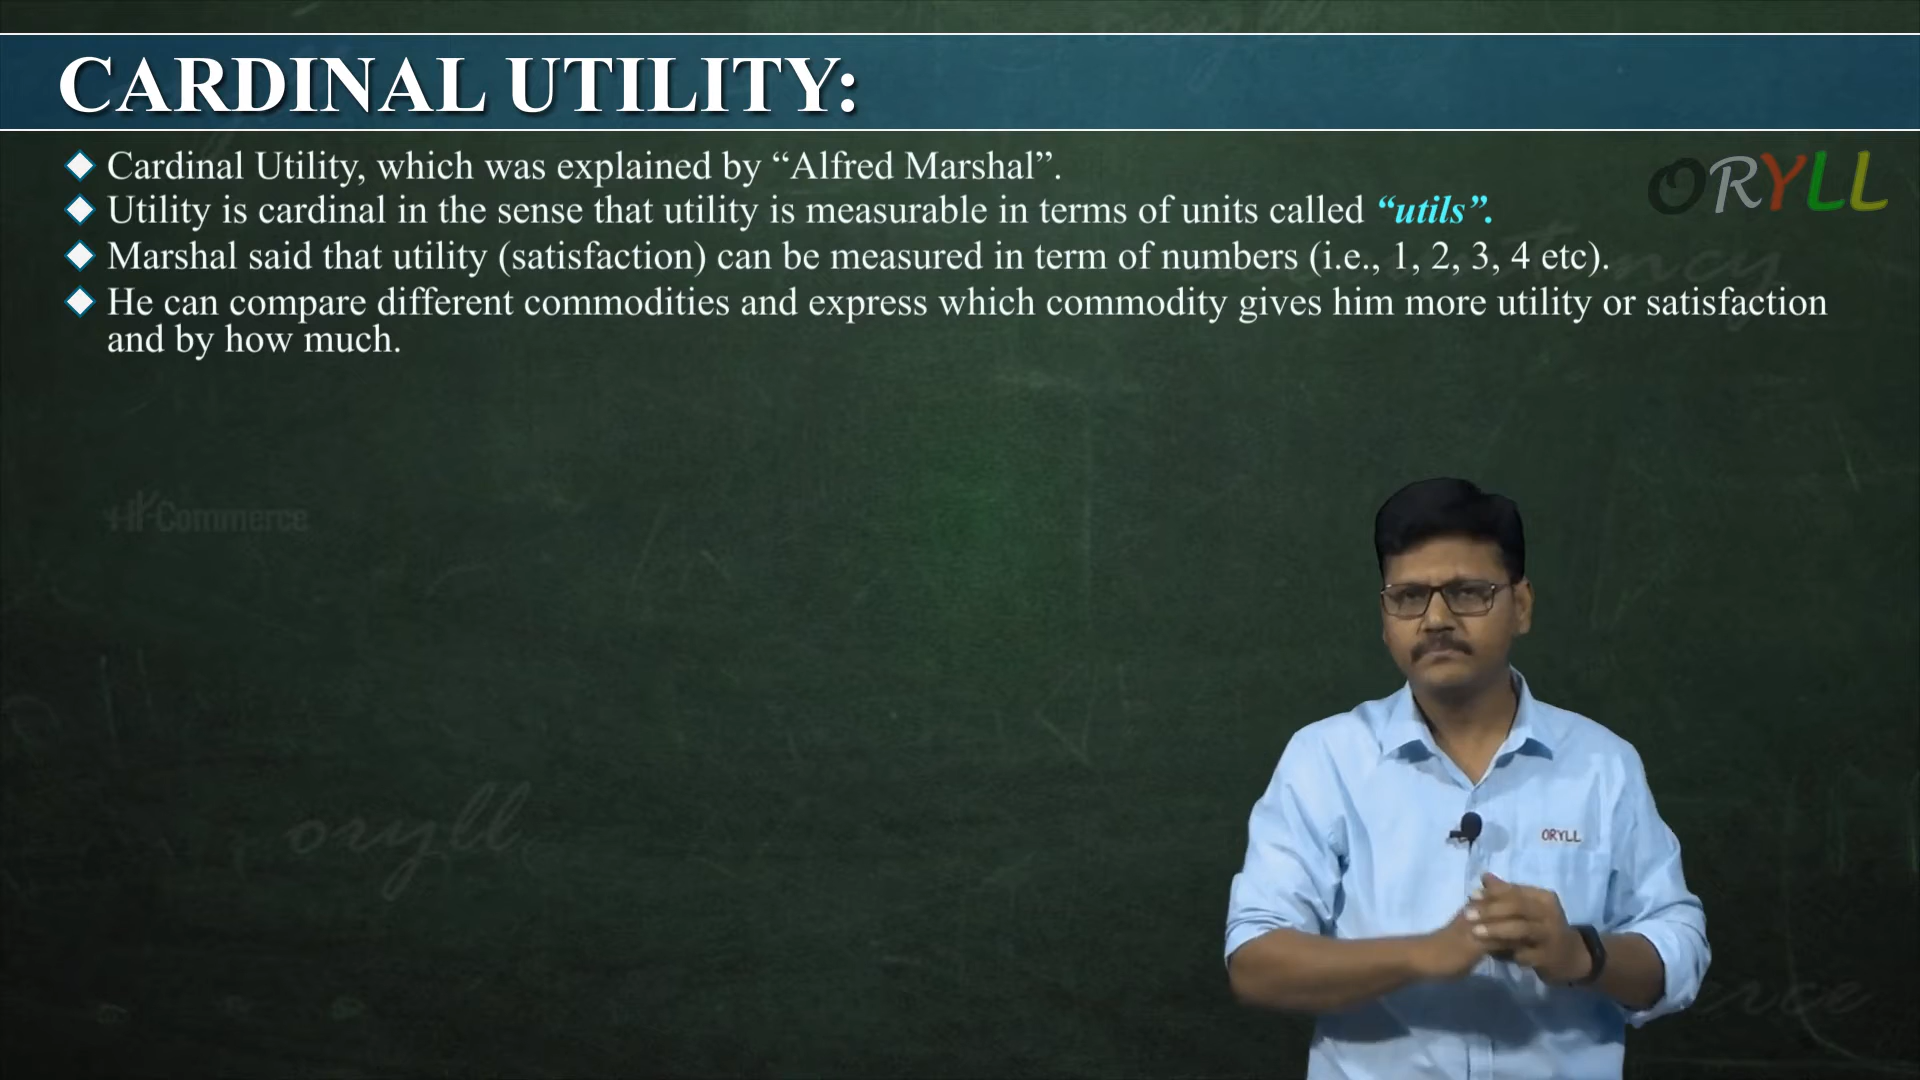 CARDINAL UTILITY:
Cardinal Utility, which was explained by “Alfred Marshal”.
Utility is cardinal in the sense that utility is measurable in terms of units called “utils”.
Marshal said that utility (satisfaction) can be measured in term of numbers (i.e., 1, 2, 3, 4 etc).
He can compare different commodities and express which commodity gives him more utility or satisfaction
and by how much.
ORYLL
Commerce
oryll
ORYLL